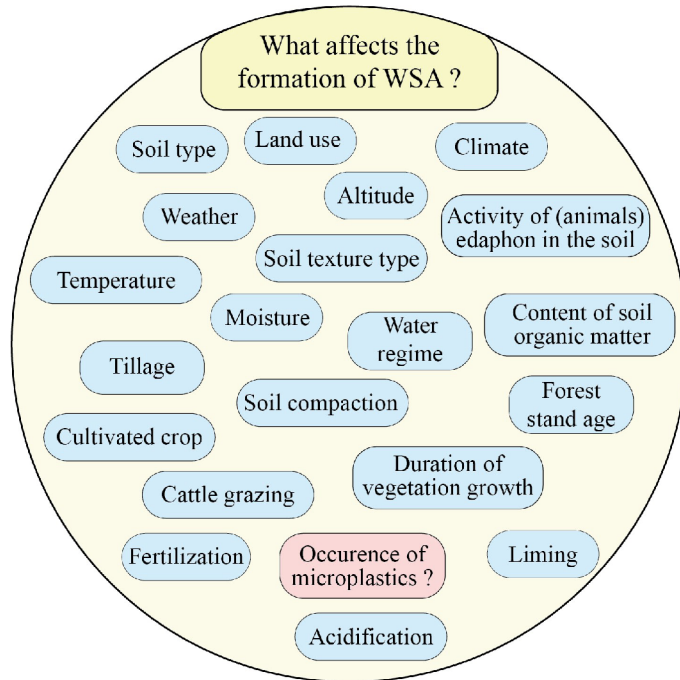 What affects the
formation of WSA ?
Land use
Soil type
Climate
Altitude
Weather
Activity of (animals)
edaphon in the soil
Soil texture type
Temperature
Moisture
Content of soil
organic matter
Water
regime
Tillage
Soil compaction
Forest
stand age
Cultivated crop
Duration of
vegetation growth
Cattle grazing
Fertilization
Occurence of
microplastics ?
Liming
Acidification